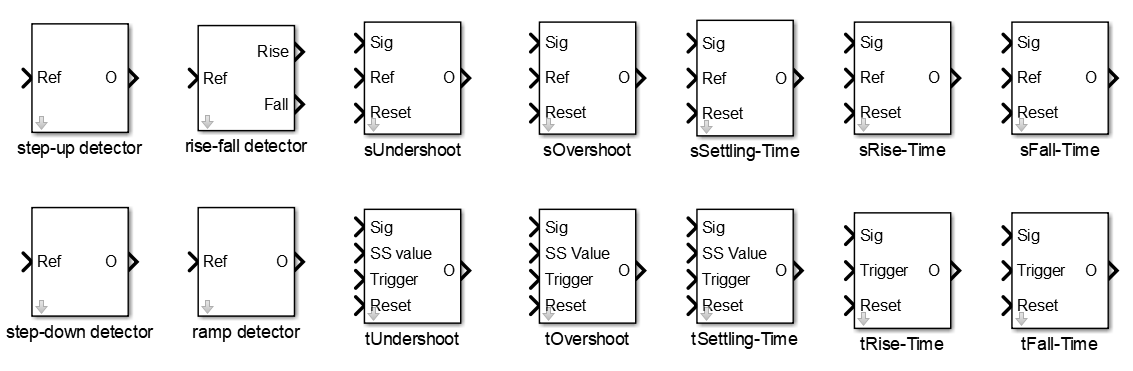 Ref O
step-up detector
Rise
Ref
Fall
rise-fall detector
Sig
Ref O
Reset
sUndershoot
Sig
Ref O
Reset
sOvershoot
Sig
Ref O
Reset
sSettling-Time
Sig
Ref O
Reset
sRise-Time
Sig
Ref O
Reset
sFall-Time
Ref O
step-down detector
Ref O
ramp detector
Sig
SS value
O
Trigger
Reset
tUndershoot
Sig
SS Value
O
Trigger
Reset
tOvershoot
Sig
SS Value
O
Trigger
Reset
tSettling-Time
Sig
Trigger O
Reset
tRise-Time
Sig
Trigger O
Reset
tFall-Time